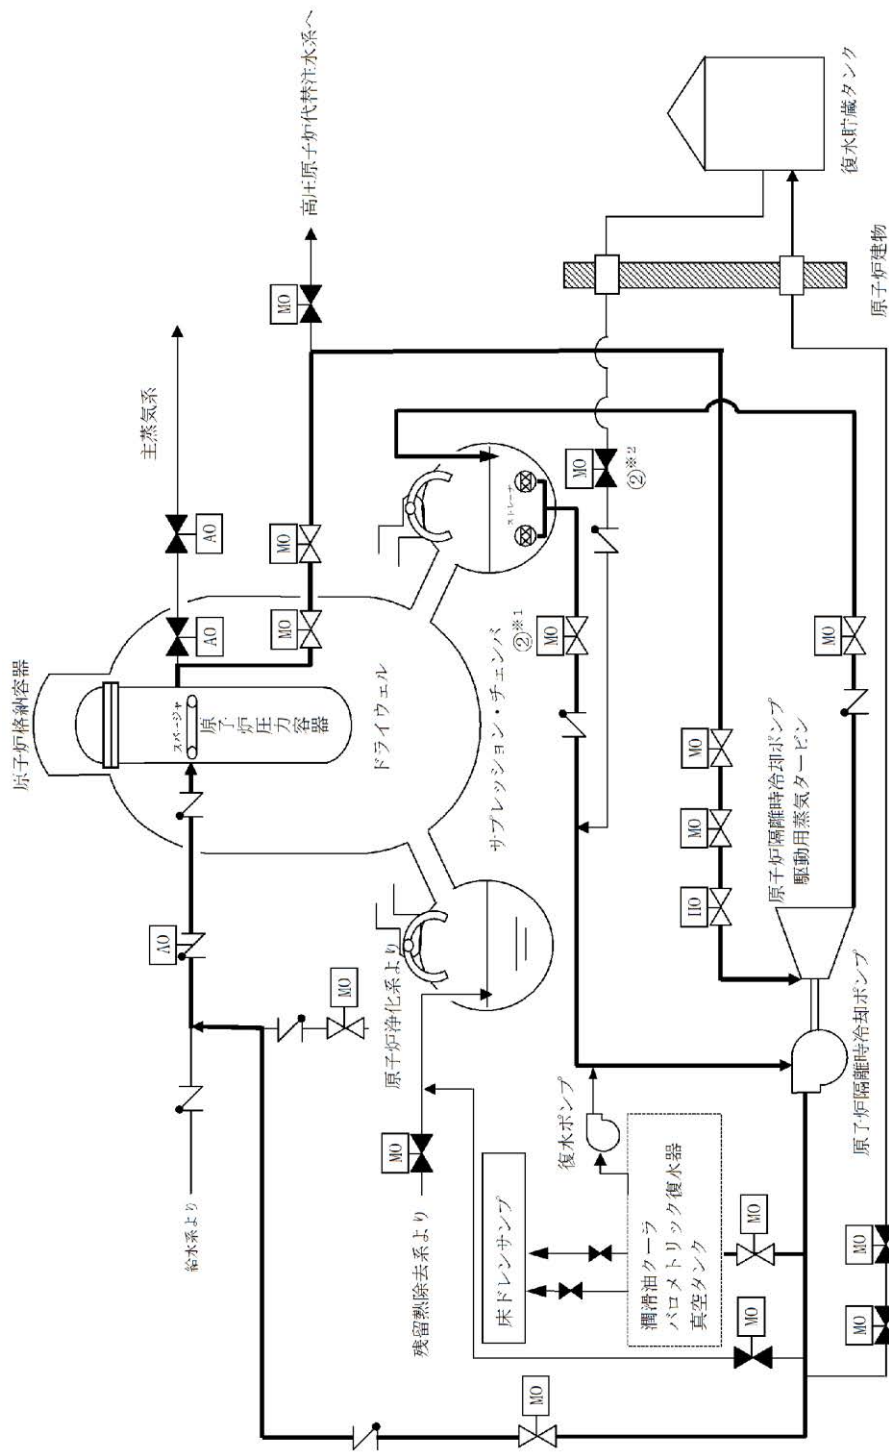 原子炉格納容器
主蒸気系
高圧原子炉代替注水系へ
復水貯蔵タンク
原子炉建物
AO
AO
MO
MO
MO
スパージャ
原子炉
圧力
容器
ドライウェル
サプレッション・チェンバ
ストレーナ
MO
②※1
MO
②※2
MO
MO
MO
HO
原子炉隔離時冷却ポンプ
駆動用蒸気タービン
原子炉隔離時冷却ポンプ
AO
給水系より
MO
原子炉浄化系より
MO
残留熱除去系より
復水ポンプ
床ドレンサンプ
潤滑油クーラ
バロメトリック復水器
真空タンク
MO
MO
MO
MO
MO